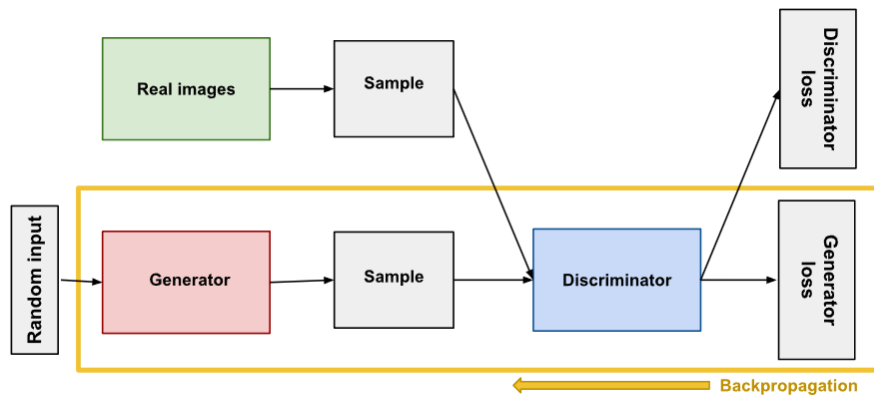 Real images
Sample
Discriminator
loss
Random input
Generator
Sample
Discriminator
Generator
loss
Backpropagation